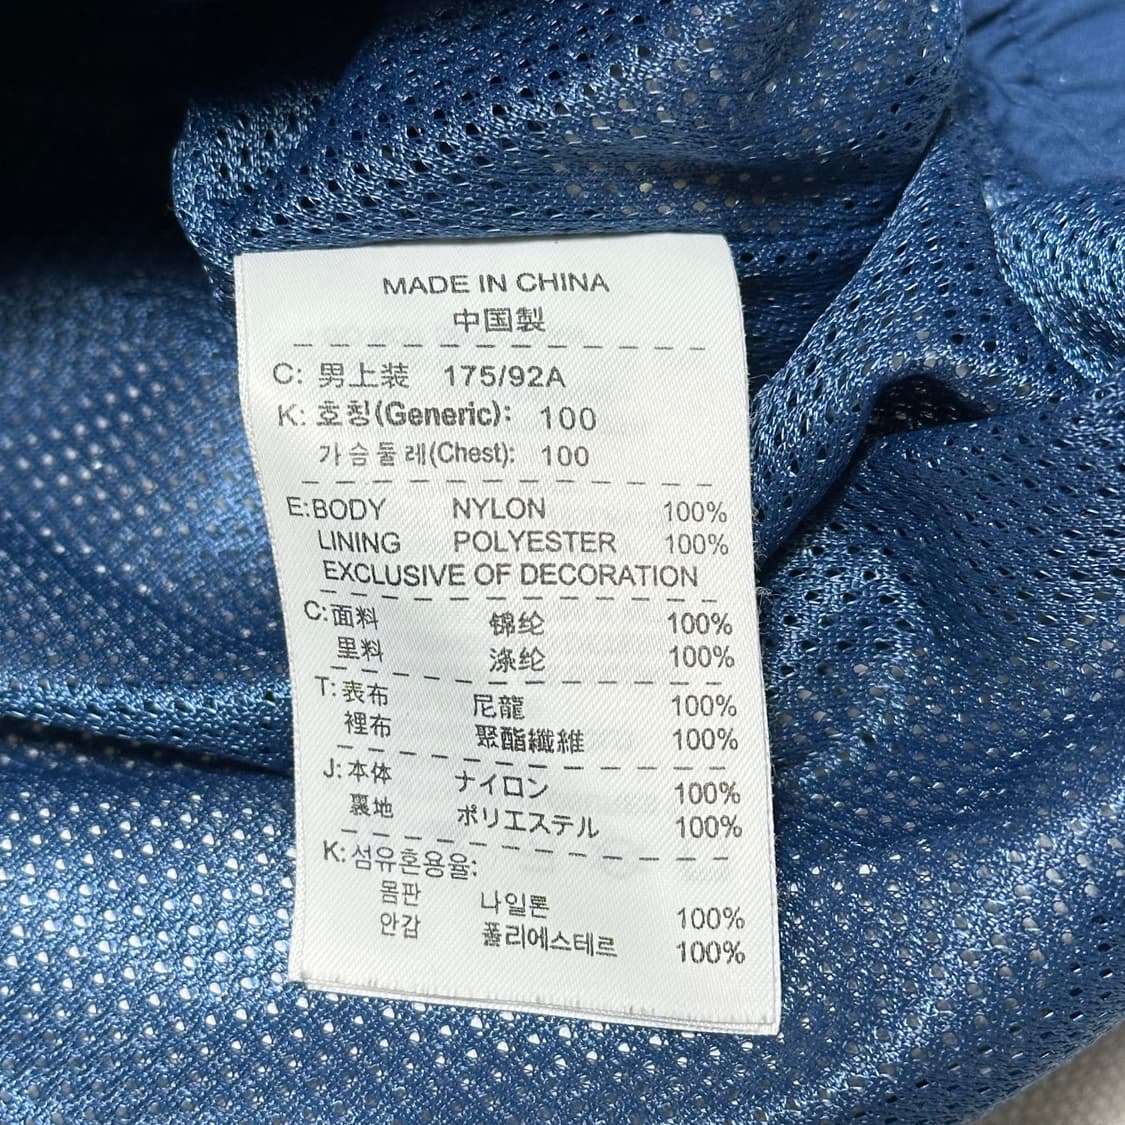 MADE IN CHINA
中国製
C: 男上装 175/92A
K: 호칭(Generic): 100
가슴둘레(Chest): 100
E:BODY NYLON 100%
LINING POLYESTER 100%
EXCLUSIVE OF DECORATION
C:面料 锦纶 100%
里料 涤纶 100%
T:表布 尼龍 100%
裡布 聚酯纖維 100%
J:本体 ナイロン 100%
裏地 ポリエステル 100%
K:섬유혼용율:
몸판 나일론 100%
안감 폴리에스테르 100%